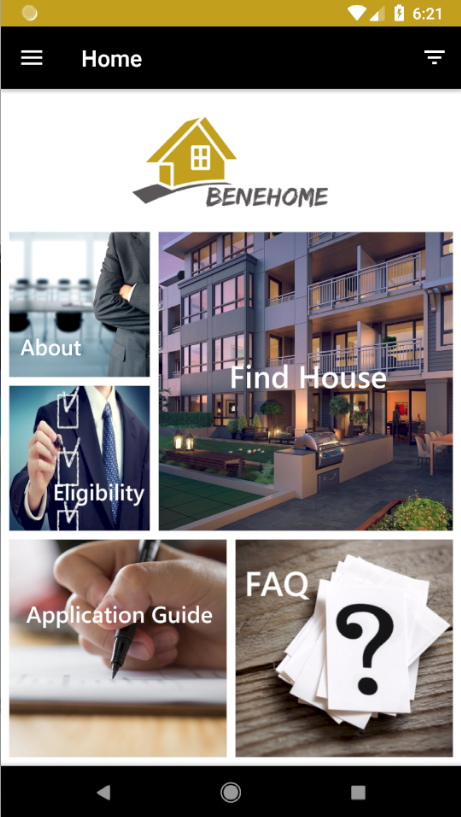 6:21
Home
BENEHOME
About
Find House
Eligibility
Application Guide
FAQ
?